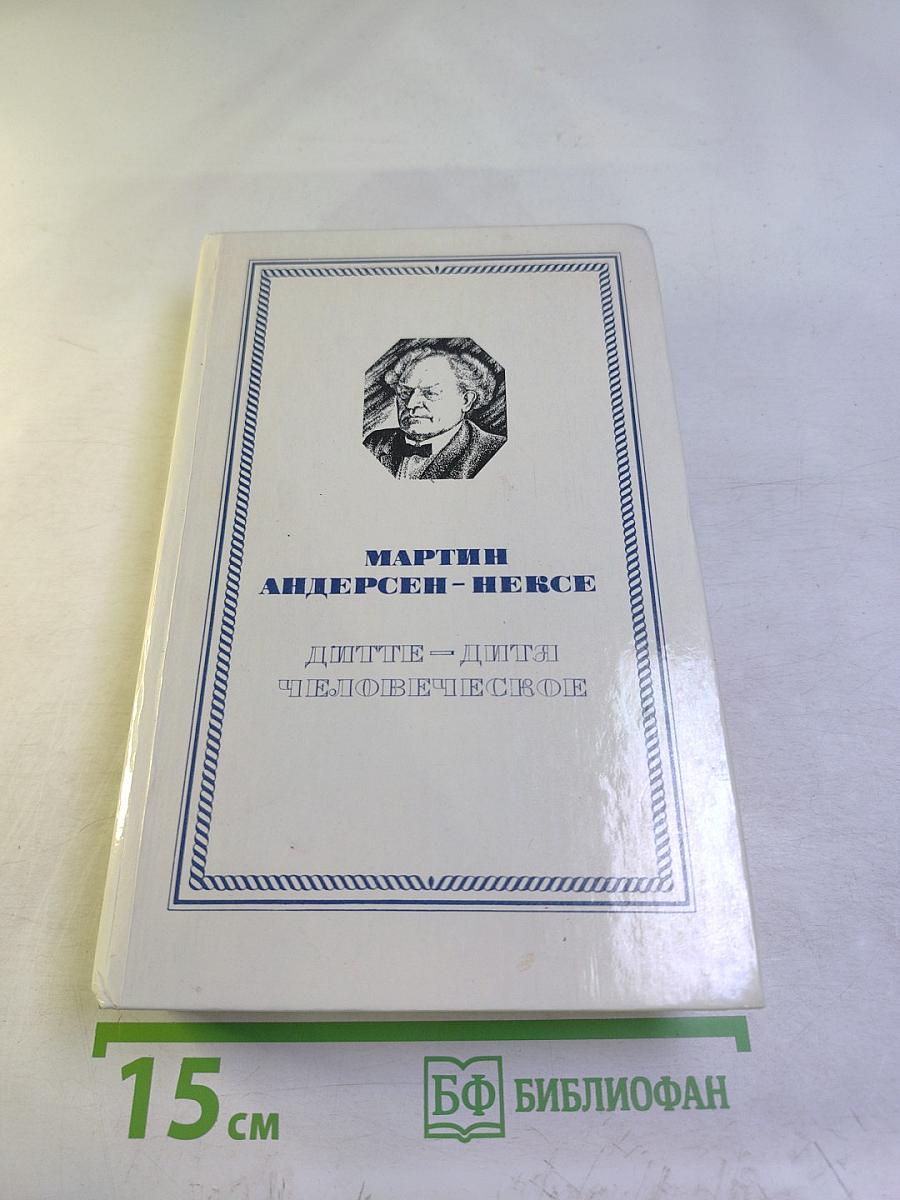 МАРТИН
АНДЕРСЕН-НЕКСЕ
ДИТТЕ — ДИТЯ
ЧЕЛОВЕЧЕСКОЕ
15 см
БФ БИБЛИОФАН